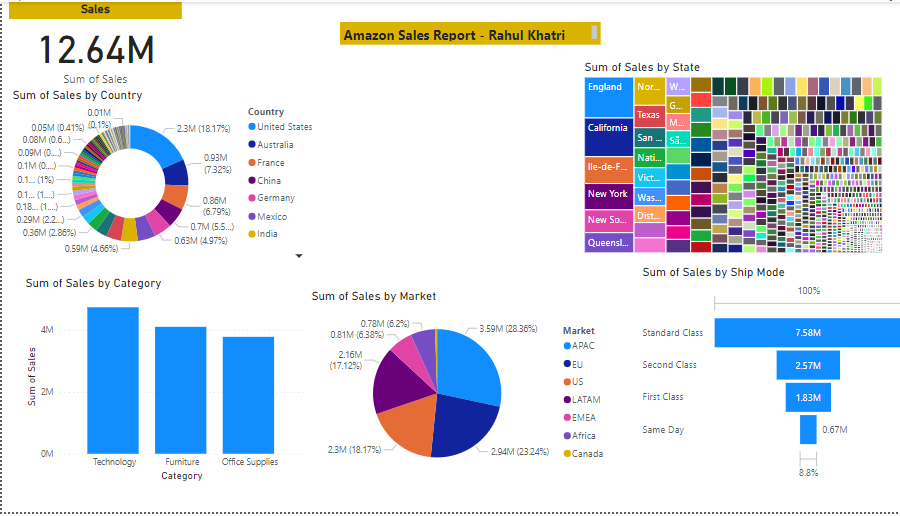 Sales
12.64M
Sum of Sales
Amazon Sales Report - Rahul Khatri
Sum of Sales by Country
0.01M
(0.1%)
0.05M (0.41%)
0.08M (0.6...)
0.09M (0....)
0.1M (0....)
0.1... (1%)
0.1... (1....)
0.18... (1....)
0.29M (2.2...)
0.36M (2.86%)
0.59M (4.66%)
2.3M (18.17%)
0.93M
(7.32%)
0.86M
(6.79%)
0.7M (5.5...)
0.63M (4.97%)
Country
United States
Australia
France
China
Germany
Mexico
India
Sum of Sales by State
England
California
Ile-de-F...
New York
New So...
Queensl...
Nor...
Texas
San ...
Nati...
Vict...
Was...
Dist...
W...
G...
M...
Sã...
Sum of Sales by Category
Sum of Sales
4M
2M
0M
Technology
Furniture
Office Supplies
Category
Sum of Sales by Market
0.78M (6.2%)
0.81M (6.38%)
2.16M
(17.12%)
2.3M (18.17%)
3.59M (28.36%)
2.94M (23.24%)
Market
APAC
EU
US
LATAM
EMEA
Africa
Canada
Sum of Sales by Ship Mode
100%
Standard Class
7.58M
Second Class
2.57M
First Class
1.83M
Same Day
0.67M
8.8%